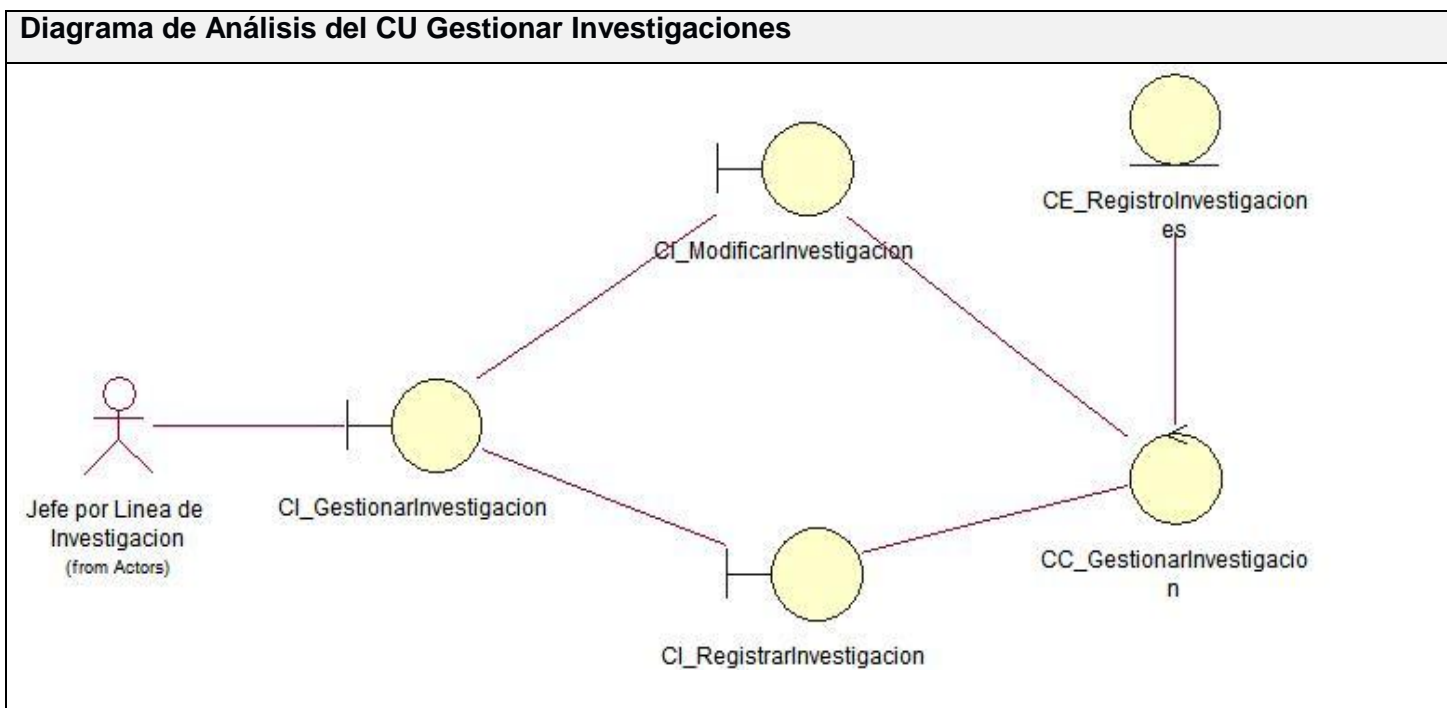 Diagrama de Análisis del CU Gestionar Investigaciones
CE_RegistroInvestigacion
es
CI_ModificarInvestigacion
Jefe por Linea de
Investigacion
(from Actors)
CI_GestionarInvestigacion
CC_GestionarInvestigacio
n
CI_RegistrarInvestigacion